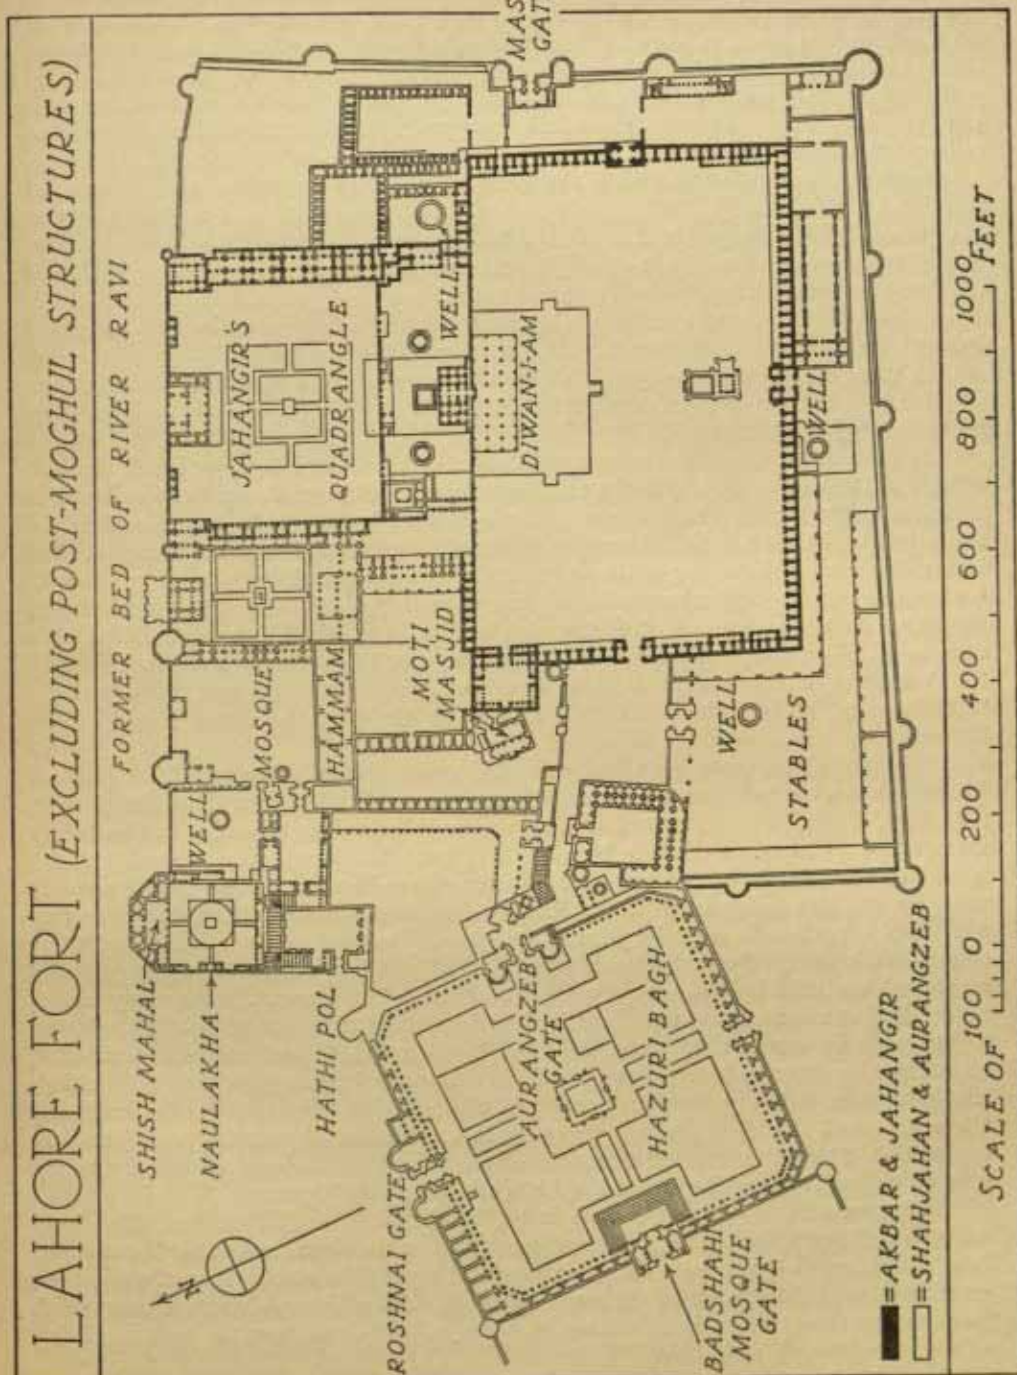 LAHORE FORT (EXCLUDING POST-MOGHUL STRUCTURES)
FORMER BED OF RIVER RAVI
SHISH MAHAL
NAULAKHA
HATHI POL
ROSHNAI GATE
N
WELL
MOSQUE
HAMMAM
JAHANGIR'S
QUADRANGLE
WELL
MOTI
MASJID
DIWAN-I-AM
MAS
GAT
AURANGZEB
GATE
HAZURI BAGH
BADSHAHI
MOSQUE
GATE
WELL
STABLES
WELL
=AKBAR & JAHANGIR
=SHAHJAHAN & AURANGZEB
SCALE OF 100 0 200 400 600 800 1000 FEET